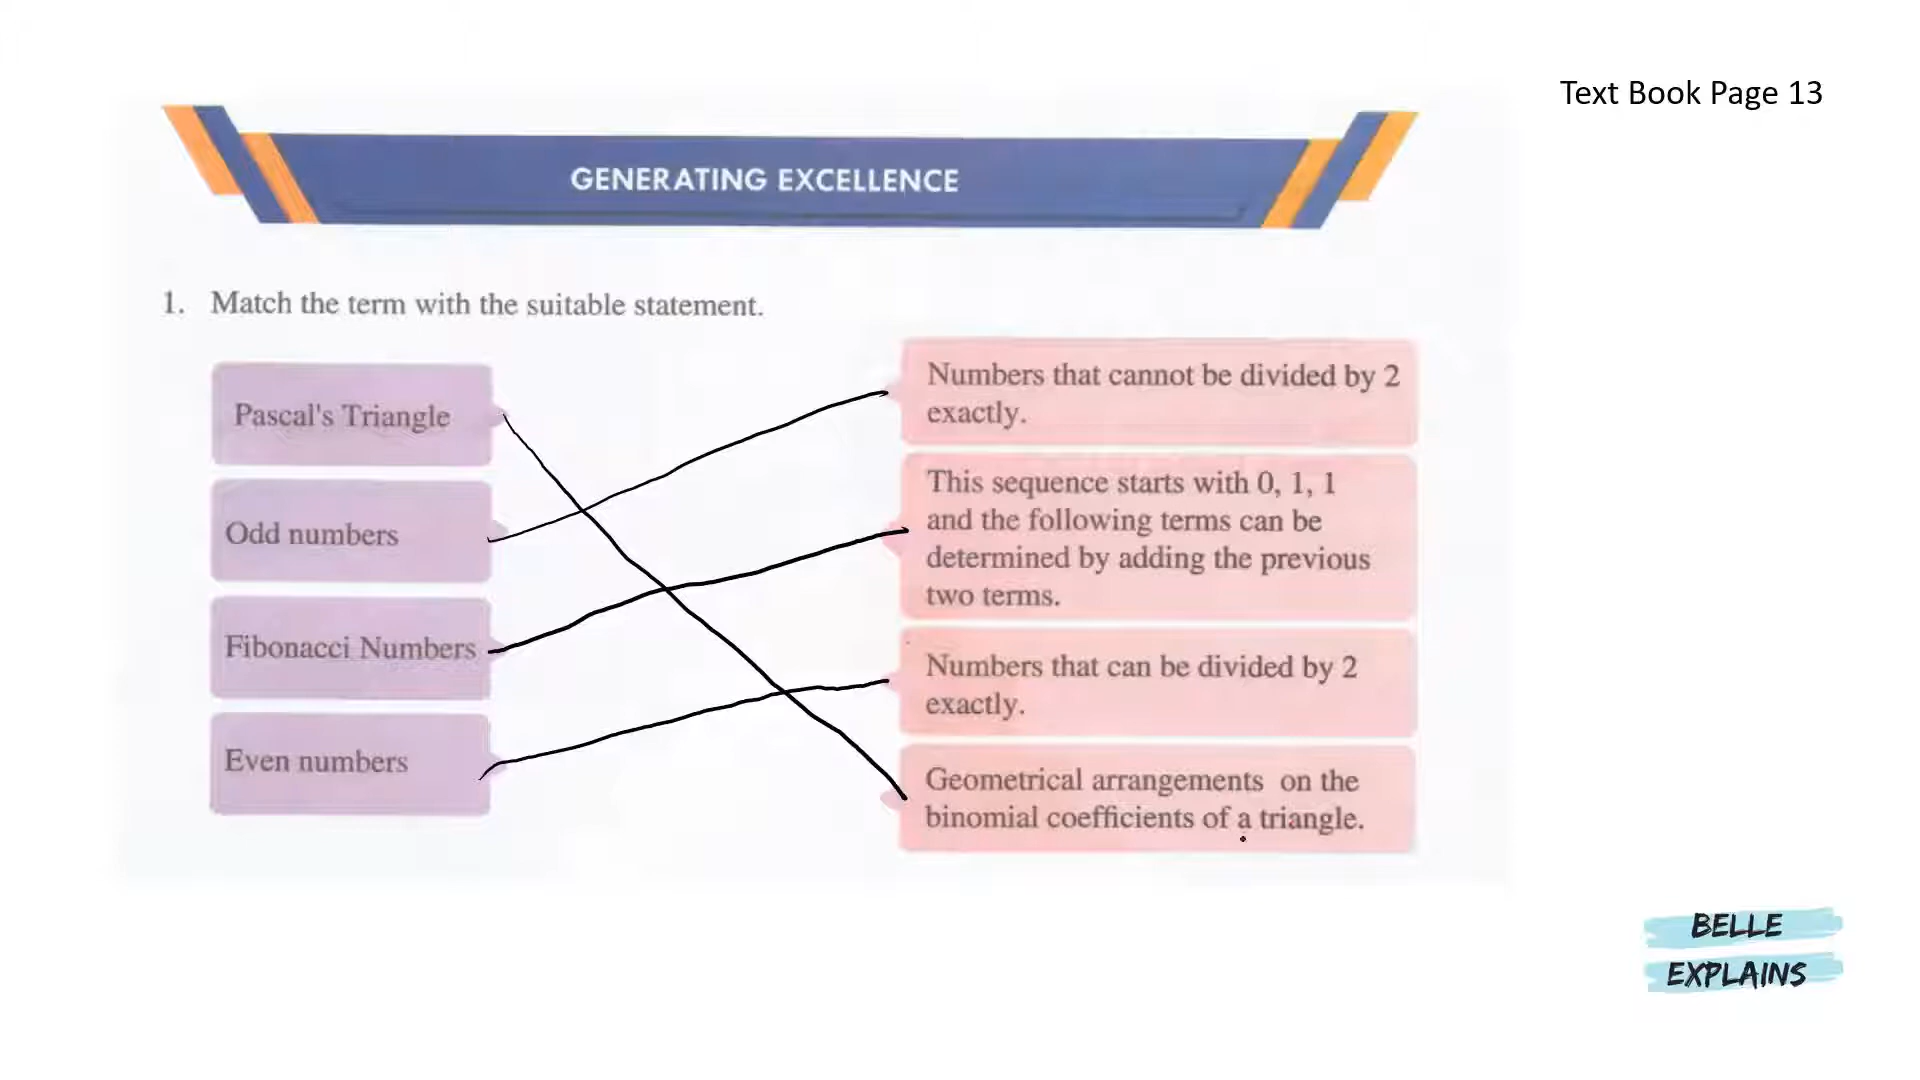 Text Book Page 13
GENERATING EXCELLENCE
1. Match the term with the suitable statement.
Pascal's Triangle
Odd numbers
Fibonacci Numbers
Even numbers
Numbers that cannot be divided by 2
exactly.
This sequence starts with 0, 1, 1
and the following terms can be
determined by adding the previous
two terms.
Numbers that can be divided by 2
exactly.
Geometrical arrangements on the
binomial coefficients of a triangle.
BELLE
EXPLAINS